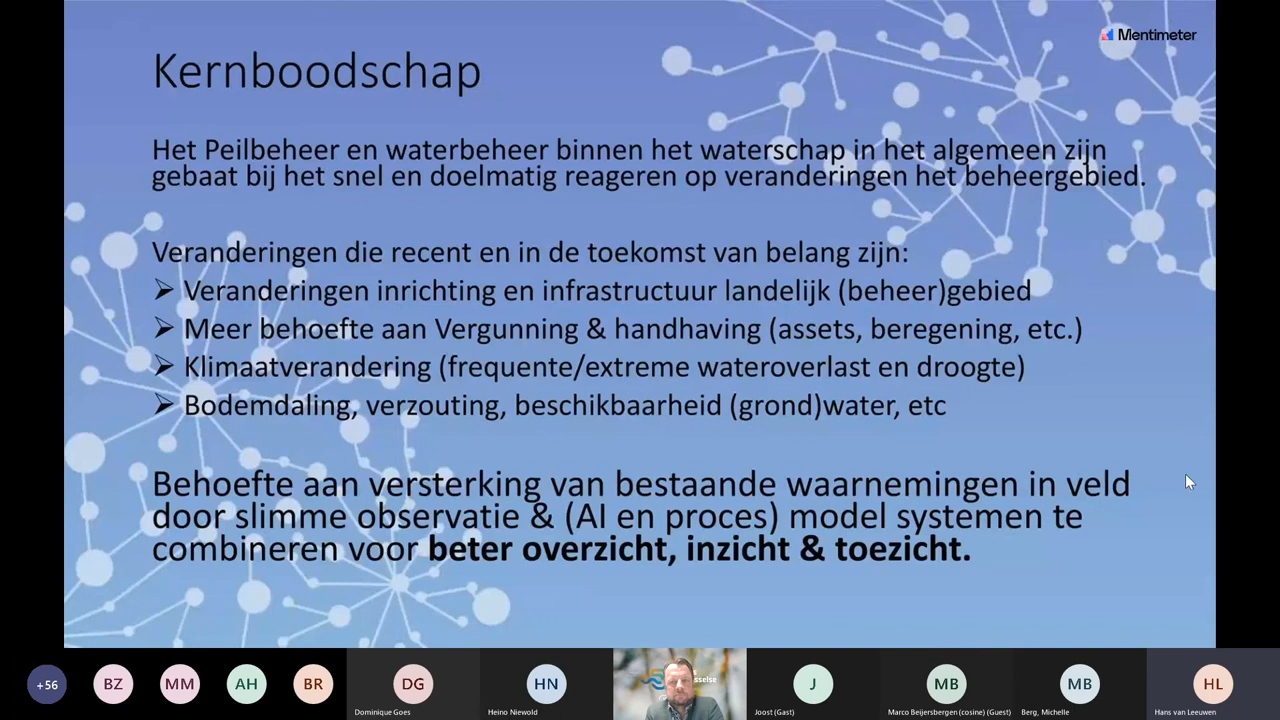 Mentimeter
Kernboodschap
Het Peilbeheer en waterbeheer binnen het waterschap in het algemeen zijn
gebaat bij het snel en doelmatig reageren op veranderingen het beheergebied.
Veranderingen die recent en in de toekomst van belang zijn:
➢ Veranderingen inrichting en infrastructuur landelijk (beheer)gebied
➢ Meer behoefte aan Vergunning & handhaving (assets, beregening, etc.)
➢ Klimaatverandering (frequente/extreme wateroverlast en droogte)
➢ Bodemdaling, verzouting, beschikbaarheid (grond)water, etc
Behoefte aan versterking van bestaande waarnemingen in veld
door slimme observatie & (AI en proces) model systemen te
combineren voor beter overzicht, inzicht & toezicht.
+56
BZ
MM
AH
BR
DG
Dominique Goes
HN
Heino Niewold
J
Joost (Gast)
MB
Marco Beijersbergen (cosine) (Guest)
MB
Berg, Michelle
HL
Hans van Leeuwen